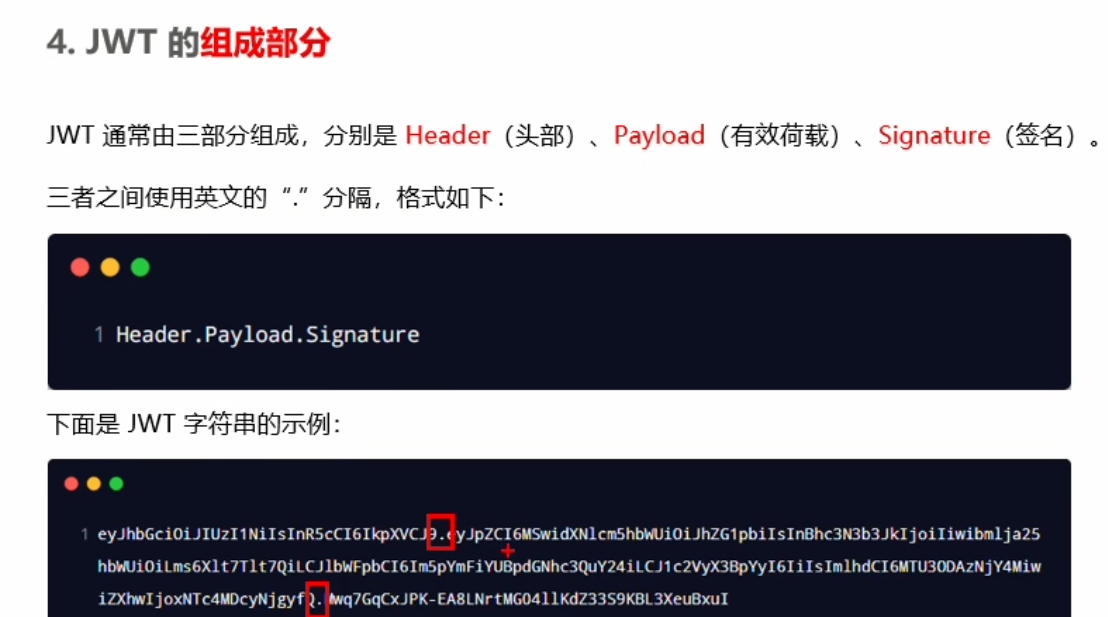 4. JWT 的组成部分
JWT 通常由三部分组成，分别是 Header（头部）、Payload（有效荷载）、Signature（签名）。
三者之间使用英文的“.”分隔，格式如下：
1 Header.Payload.Signature
下面是 JWT 字符串的示例：
1 eyJhbGciOiJIUzI1NiIsInR5cCI6IkpXVCJ9.eyJpZCI6MSwidXNlcm5hbWUiOiJhZG1pbiIsInBhc3N3b3JkIjoiIiwibmlja25
hbWUiOiLms6Xlt7Tlt7QiLCJlbWFpbCI6Im5pYmFiYUBpdGNhc3QuY24iLCJ1c2VyX3BpYyI6IiIsImlhdCI6MTU3ODAzNjY4Miw
iZXhwIjoxNTc4MDcyNjgyfQ.Mwq7GqCxJPK-EA8LNrtMG04llKdZ33S9KBL3XeuBxuI